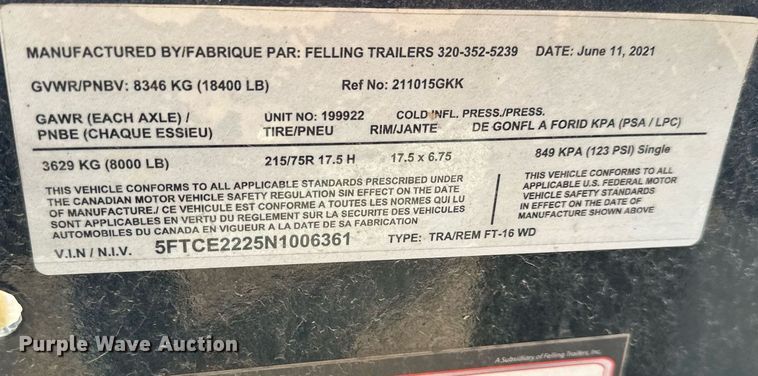 MANUFACTURED BY/FABRIQUE PAR: FELLING TRAILERS 320-352-5239 DATE: June 11, 2021
GVWR/PNBV: 8346 KG (18400 LB) Ref No: 211015GKK
GAWR (EACH AXLE) / UNIT NO: 199922 COLD INFL. PRESS./PRESS.
PNBE (CHAQUE ESSIEU) TIRE/PNEU RIM/JANTE DE GONFL A FORID KPA (PSA / LPC)
3629 KG (8000 LB) 215/75R 17.5 H 17.5 x 6.75 849 KPA (123 PSI) Single
THIS VEHICLE CONFORMS TO ALL APPLICABLE STANDARDS PRESCRIBED UNDER
THE CANADIAN MOTOR VEHICLE SAFETY REGULATION SIN EFFECT ON THE DATE
OF MANUFACTURE./ CE VEHICULE EST CONFORME A TOUTES LES NORMES QUI LU
SONT APPLICABLES EN VERTU DU REGLEMENT SUR LA SECURITE DES VEHICULES
AUTOMOBILES DU CANADA EN VIGUEUR A LA DATE DE SA FABRICATION
THIS VEHICLE CONFORMS TO ALL
APPLICABLE U.S. FEDERAL MOTOR
VEHICLE SAFETY STANDARDS
IN EFFECT ON THE DATE OF
MANUFACTURE SHOWN ABOVE
V.I.N / N.I.V. 5FTCE2225N1006361 TYPE: TRA/REM FT-16 WD
A Subsidiary of Felling Trailers, Inc.
Purple Wave Auction